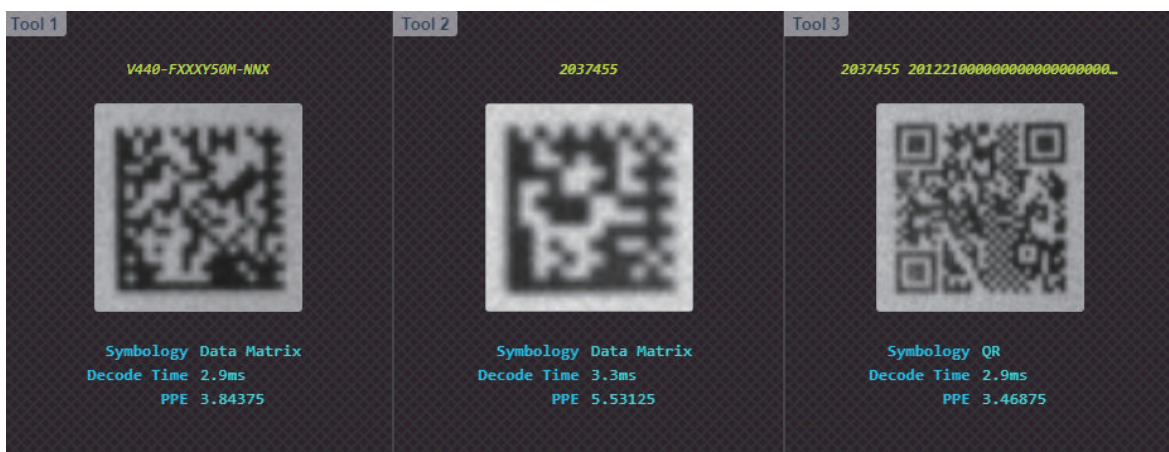 Tool 1
V440-FXXXY50M-NNX
Symbology Data Matrix
Decode Time 2.9ms
PPE 3.84375
Tool 2
2037455
Symbology Data Matrix
Decode Time 3.3ms
PPE 5.53125
Tool 3
2037455 201221000000000000000000…
Symbology QR
Decode Time 2.9ms
PPE 3.46875